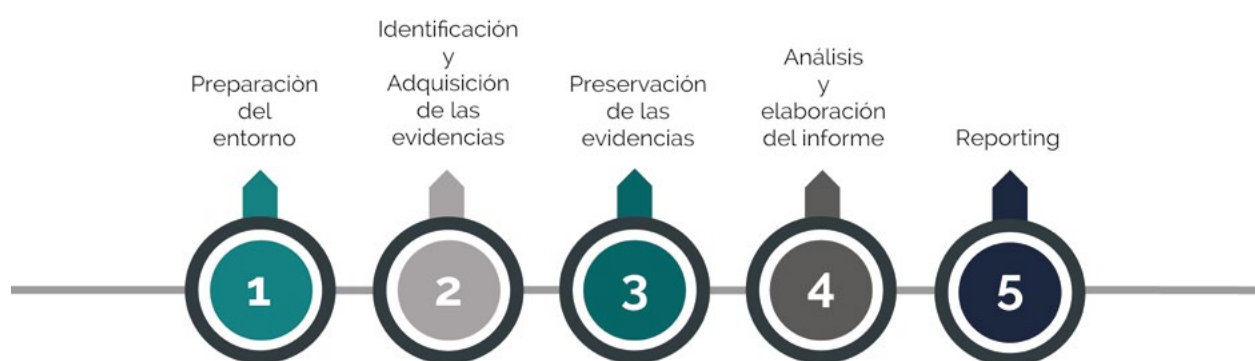 Preparaciòn
del
entorno
Identificación
y
Adquisición
de las
evidencias
Preservación
de las
evidencias
Análisis
y
elaboración
del informe
Reporting
1
2
3
4
5